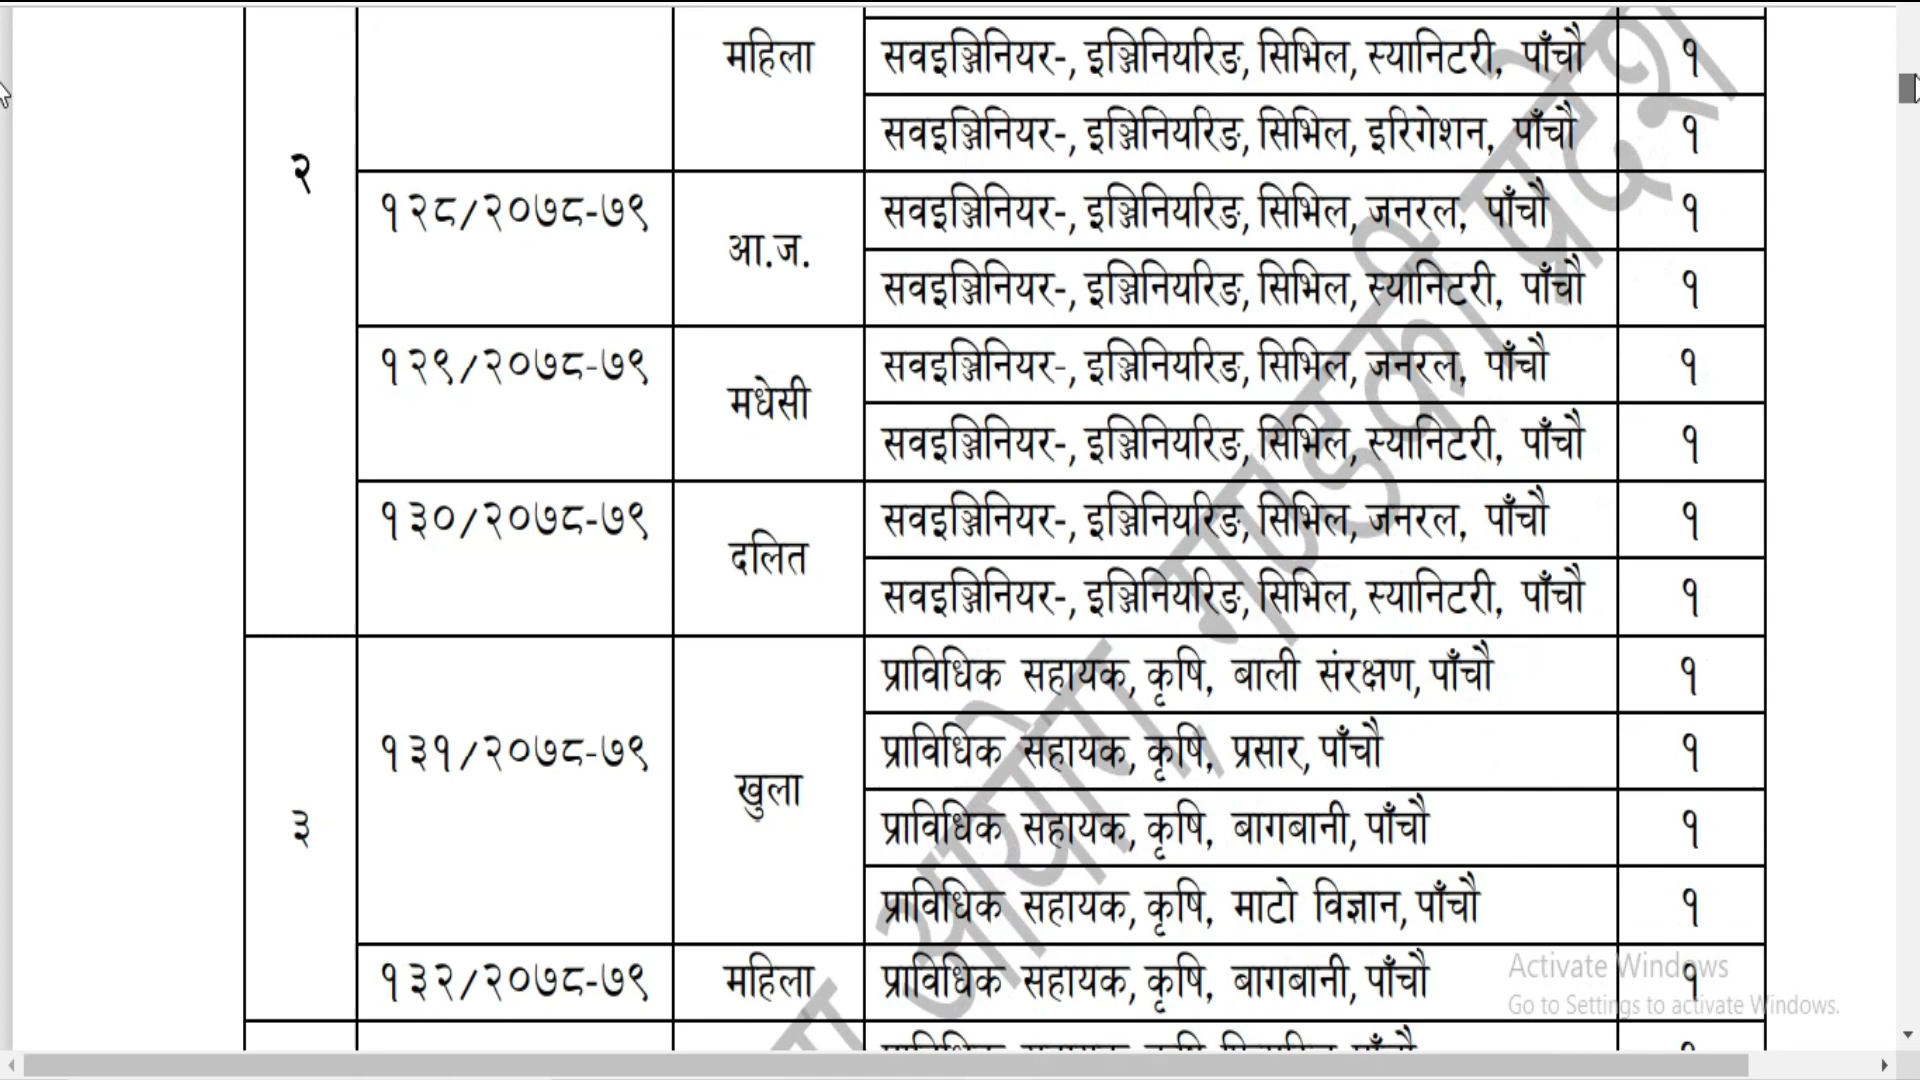 महिला
सवइञ्जिनियर-, इञ्जिनियरिङ, सिभिल, स्यानिटरी, पाँचौ १
सवइञ्जिनियर-, इञ्जिनियरिङ, सिभिल, इरिगेशन, पाँचौ १
२
१२८/२०७८-७९
आ.ज.
सवइञ्जिनियर-, इञ्जिनियरिङ, सिभिल, जनरल, पाँचौ १
सवइञ्जिनियर-, इञ्जिनियरिङ, सिभिल, स्यानिटरी, पाँचौ १
१२९/२०७८-७९
मधेसी
सवइञ्जिनियर-, इञ्जिनियरिङ, सिभिल, जनरल, पाँचौ १
सवइञ्जिनियर-, इञ्जिनियरिङ, सिभिल, स्यानिटरी, पाँचौ १
१३०/२०७८-७९
दलित
सवइञ्जिनियर-, इञ्जिनियरिङ, सिभिल, जनरल, पाँचौ १
सवइञ्जिनियर-, इञ्जिनियरिङ, सिभिल, स्यानिटरी, पाँचौ १
३
१३१/२०७८-७९
खुला
प्राविधिक सहायक, कृषि, बाली संरक्षण, पाँचौ १
प्राविधिक सहायक, कृषि, प्रसार, पाँचौ १
प्राविधिक सहायक, कृषि, बागबानी, पाँचौ १
प्राविधिक सहायक, कृषि, माटो विज्ञान, पाँचौ १
१३२/२०७८-७९ महिला प्राविधिक सहायक, कृषि, बागबानी, पाँचौ १
आयोग, गण्डकी प्रदेश
Activate Windows
Go to Settings to activate Windows.